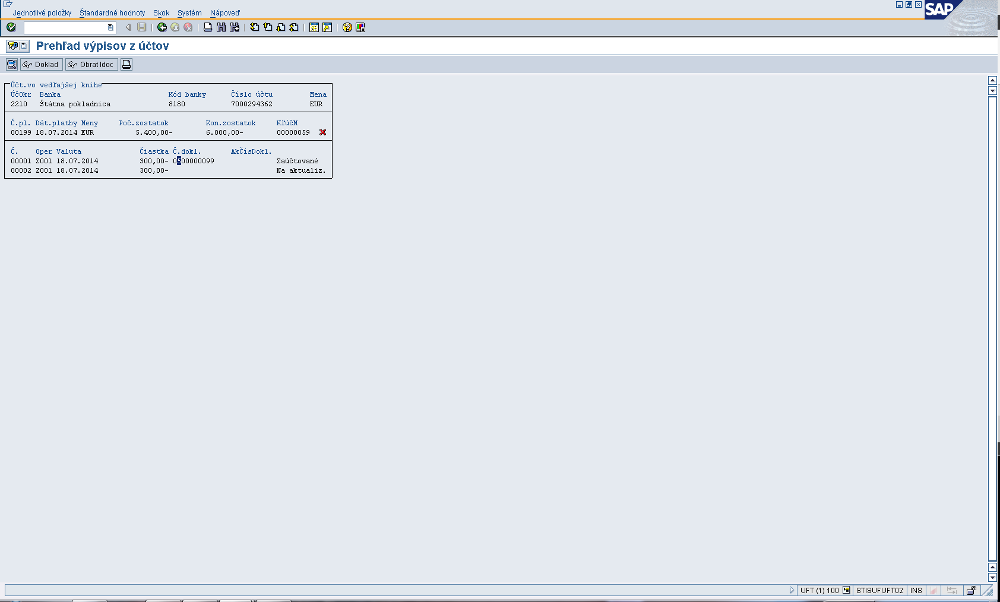 Jednotlivé položky Štandardné hodnoty Skok Systém Nápoveď
SAP
Prehľad výpisov z účtov
Doklad Obrat Idoc
Účt.vo vedľajšej knihe
ÚčOkr Banka Kód banky Číslo účtu Mena
2210 Štátna pokladnica 8180 7000294362 EUR
Č.pl. Dát.platby Meny Poč.zostatok Kon.zostatok KľúčM
00199 18.07.2014 EUR 5.400,00- 6.000,00- 00000059
Č. Oper Valuta Čiastka Č.dokl. AkČísDokl.
00001 Z001 18.07.2014 300,00- 0500000099 Zaúčtované
00002 Z001 18.07.2014 300,00- Na aktualiz.
UFT (1) 100 STISUFUFT02 INS